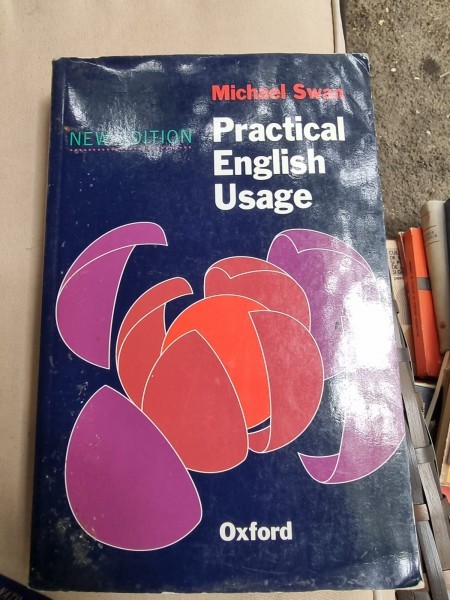 Michael Swan
NEW EDITION
Practical
English
Usage
Oxford